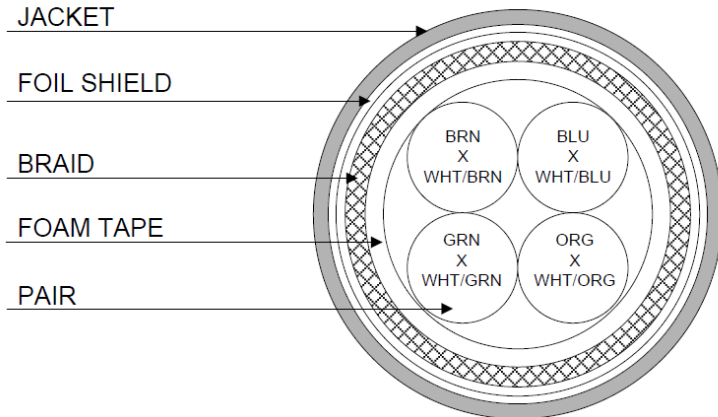 JACKET
FOIL SHIELD
BRAID
FOAM TAPE
PAIR
BRN
X
WHT/BRN
BLU
X
WHT/BLU
GRN
X
WHT/GRN
ORG
X
WHT/ORG